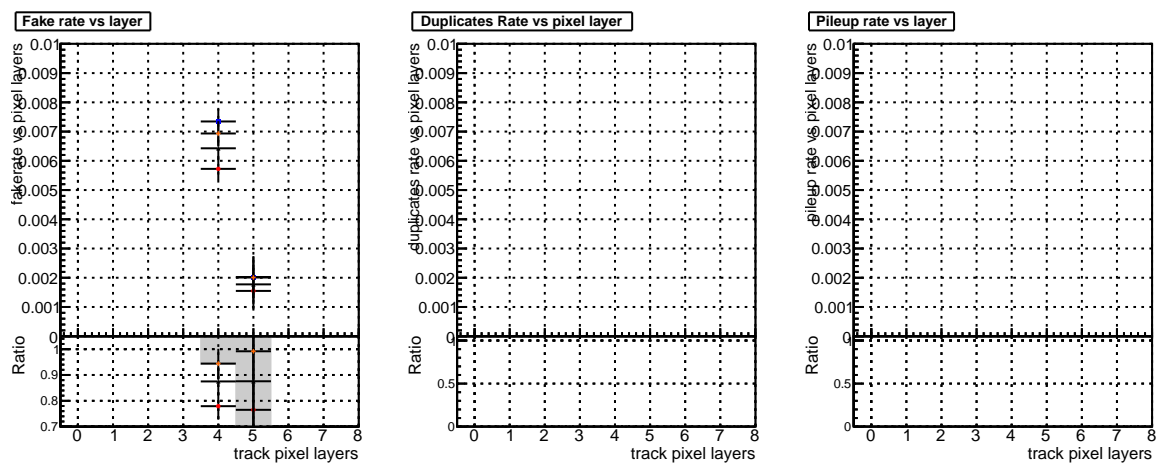 Fake rate vs layer
fakerate vs pixel layers
0.01
0.009
0.008
0.007
0.006
0.005
0.004
0.003
0.002
0.001
0
Ratio
1
0.9
0.8
0.7
0 1 2 3 4 5 6 7 8
track pixel layers
Duplicates Rate vs pixel layer
duplicates rate vs pixel layers
0.01
0.009
0.008
0.007
0.006
0.005
0.004
0.003
0.002
0.001
0
Ratio
1
0.5
0
0 1 2 3 4 5 6 7 8
track pixel layers
Pileup rate vs layer
pileup rate vs pixel layers
0.01
0.009
0.008
0.007
0.006
0.005
0.004
0.003
0.002
0.001
0
Ratio
1
0.5
0
0 1 2 3 4 5 6 7 8
track pixel layers